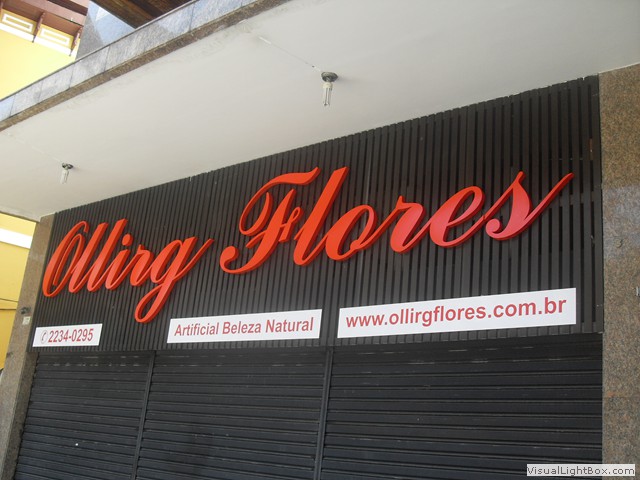 Ollirg Flores
✆2234-0295
Artificial Beleza Natural
www.ollirgflores.com.br
VisualLightBox.com